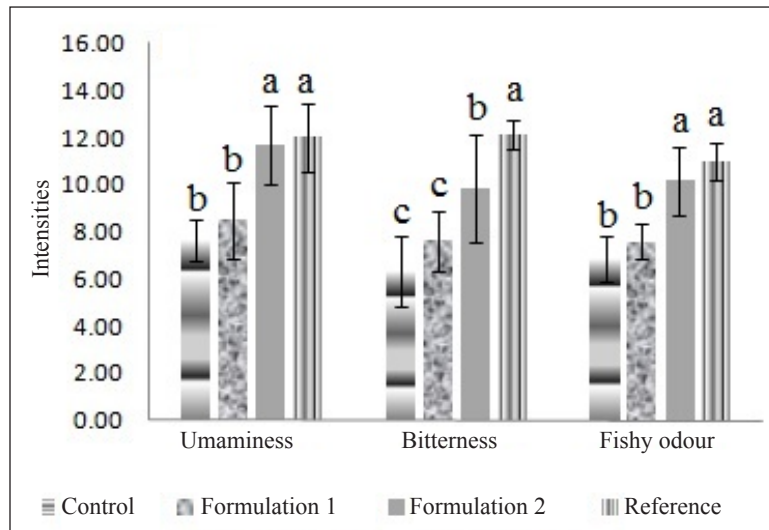 16.00
14.00
12.00
10.00
8.00
6.00
4.00
2.00
0.00
Intensities
b b a a
c c b a
b b a a
Umaminess Bitterness Fishy odour
Control Formulation 1 Formulation 2 Reference